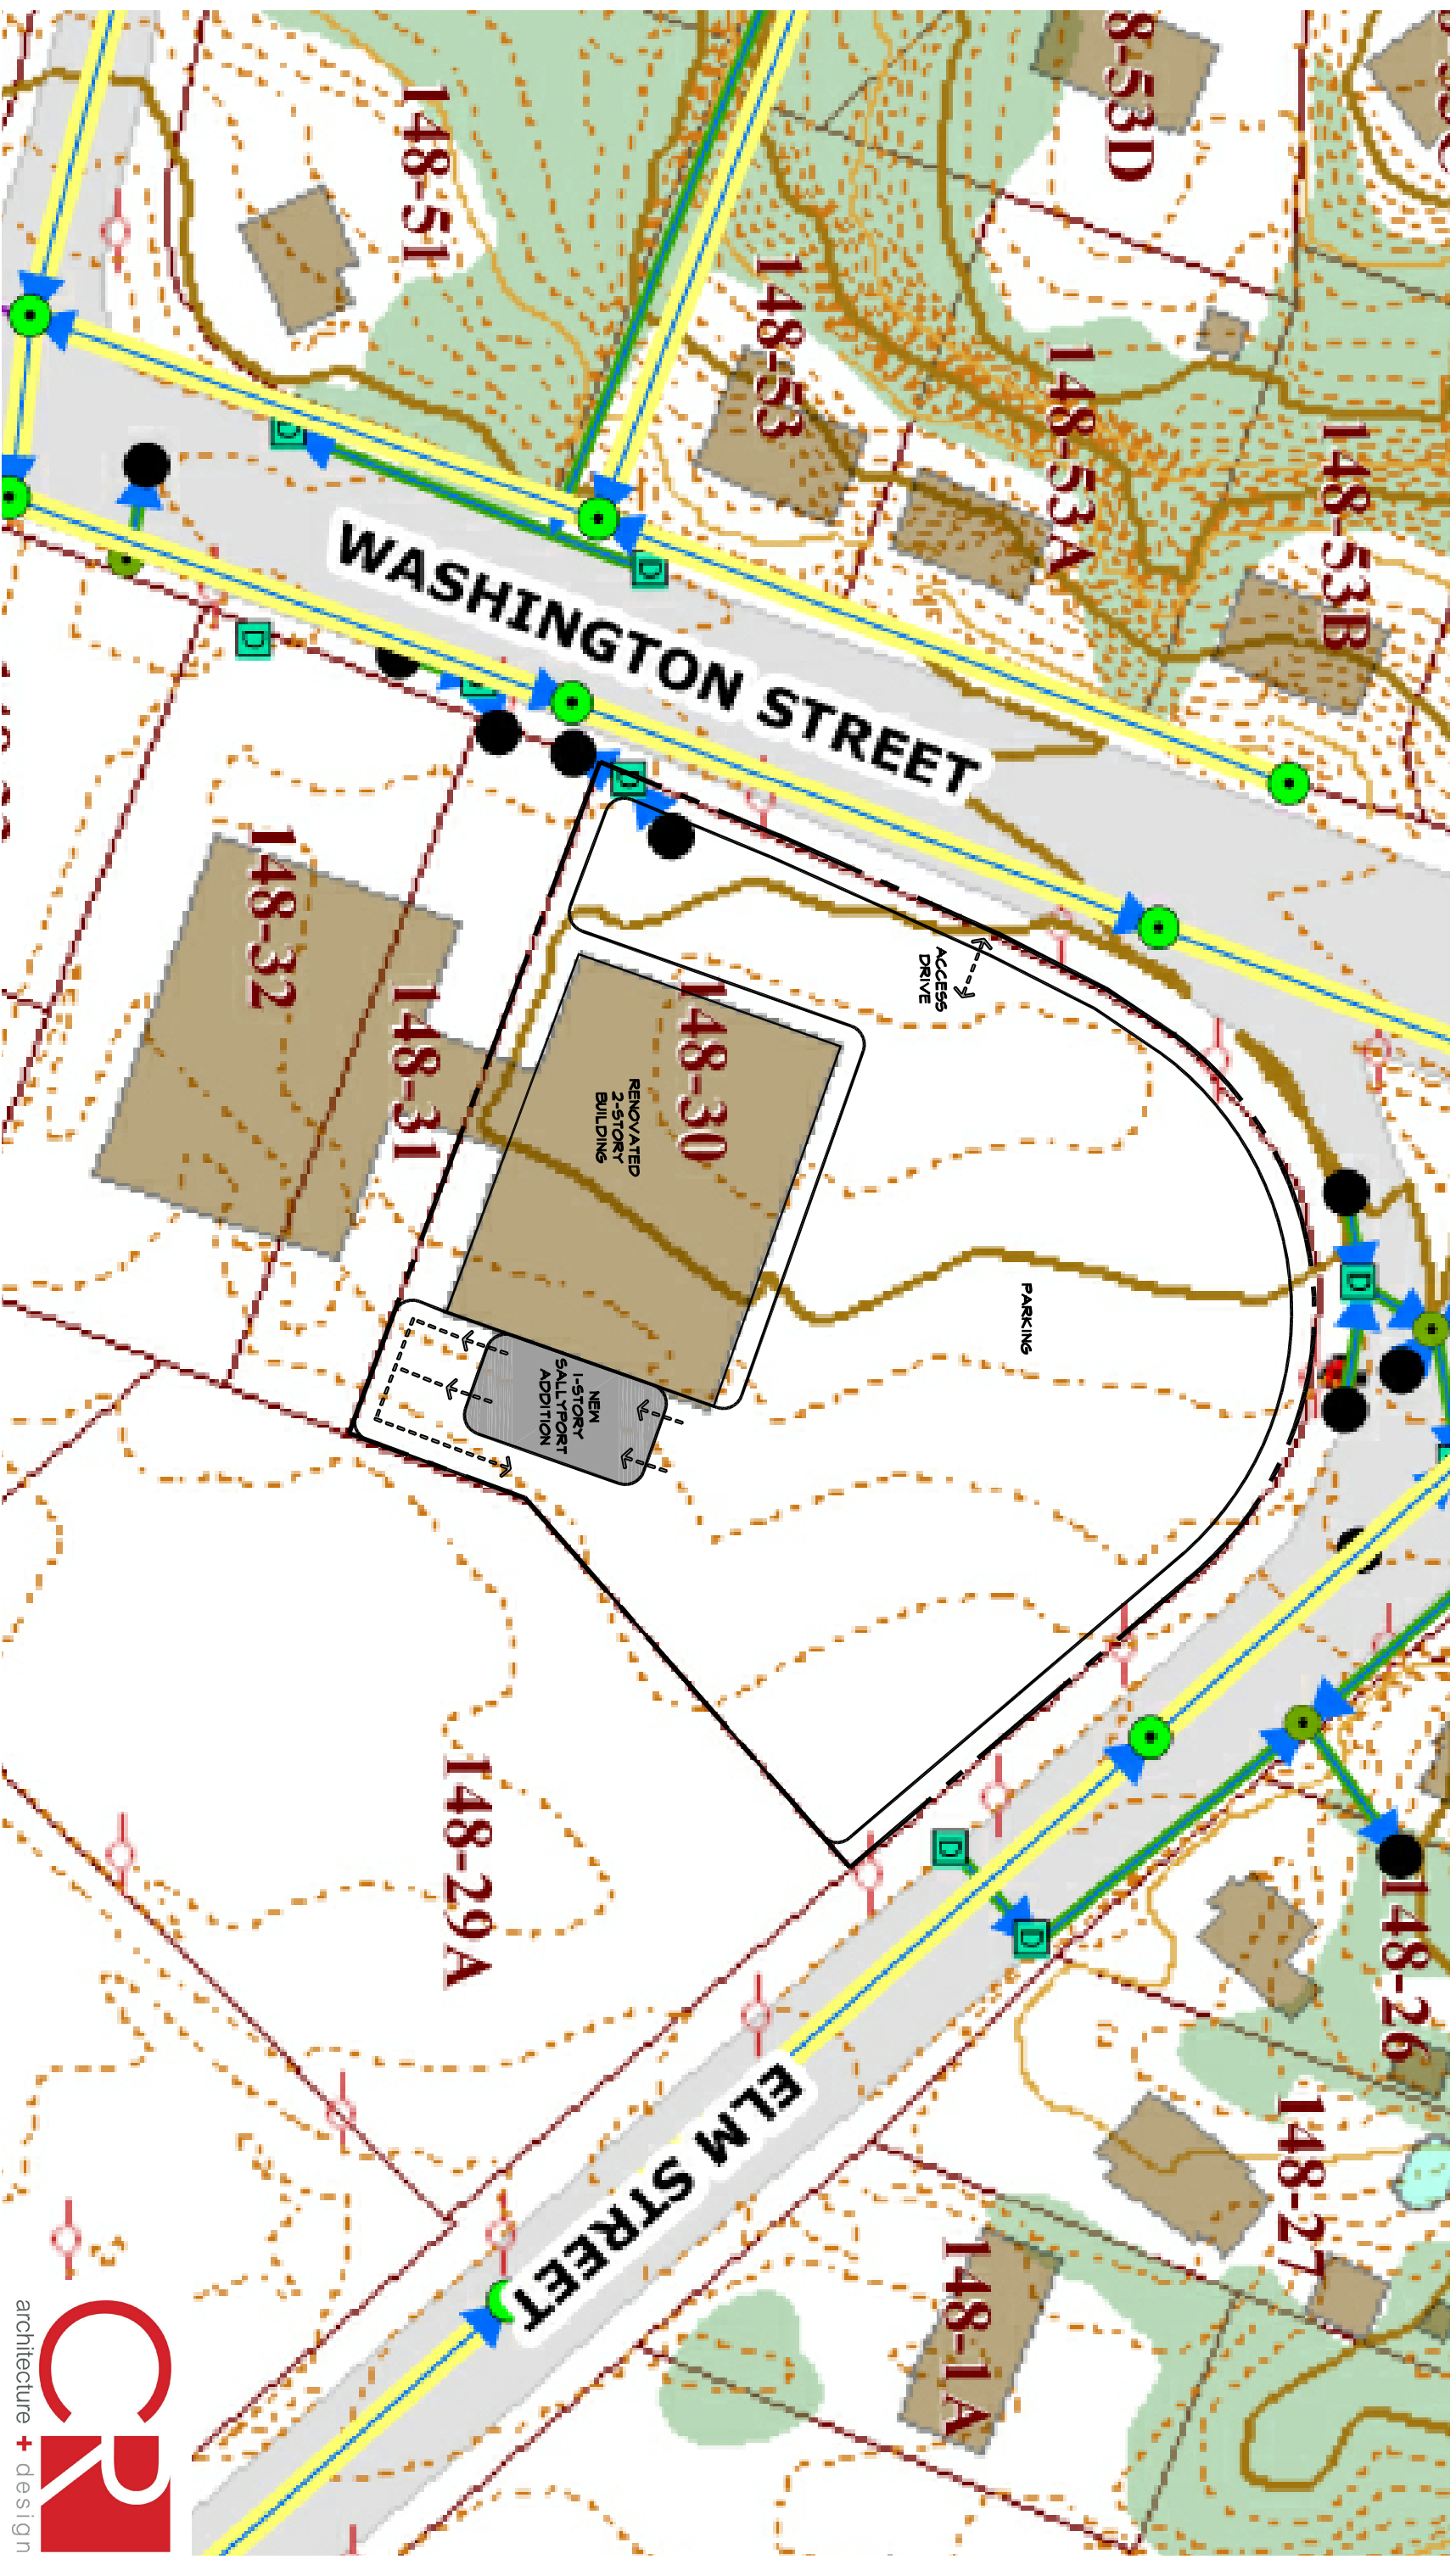 148-51
148-53D
148-53
148-53A
148-53B
WASHINGTON STREET
D
D
D
D
148-32
148-31
148-30
ACCESS
DRIVE
RENOVATED
2-STORY
BUILDING
PARKING
D
NEW
1-STORY
SALLYPORT
ADDITION
148-29A
D
D
148-26
148-27
148-1A
ELM STREET
CR
architecture + design